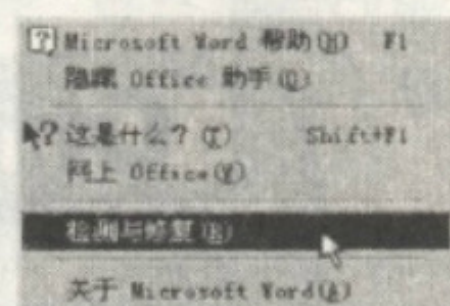 Microsoft Word 帮助(H) F1
隐藏 Office 助手(O)
这是什么？(T) Shift+F1
网上 Office(W)
检测与修复(R)
关于 Microsoft Word(A)